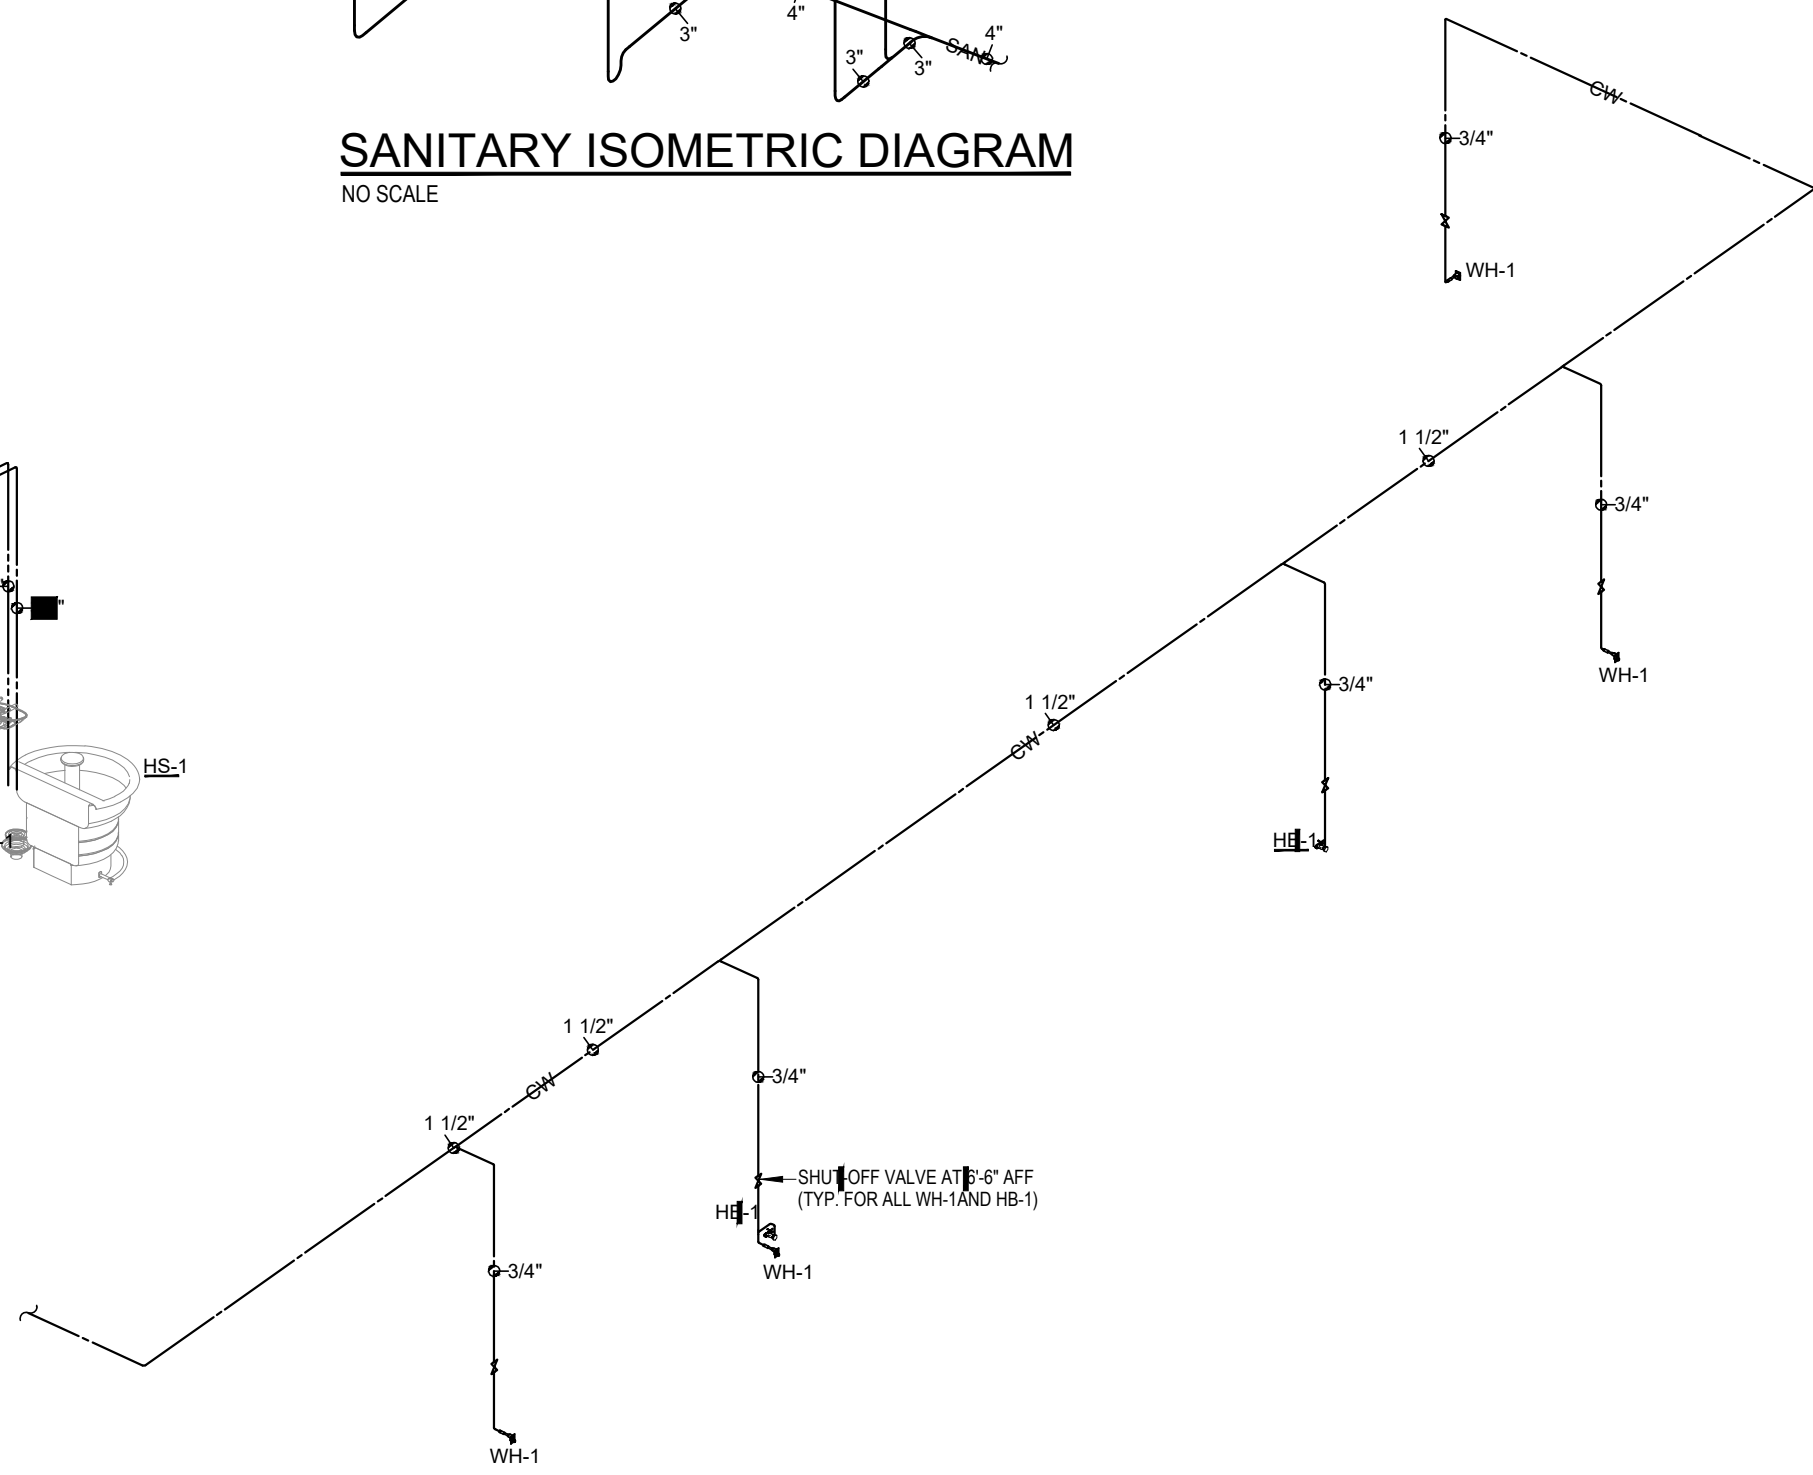 4"
3"
4"
SAN
3"
3"
SANITARY ISOMETRIC DIAGRAM
NO SCALE
CW
3/4"
WH-1
1 1/2"
3/4"
WH-1
"
HS-1
1 1/2"
CW
3/4"
HB-1
1 1/2"
CW
3/4"
1 1/2"
SHUT-OFF VALVE AT 6'-6" AFF
(TYP. FOR ALL WH-1AND HB-1)
HB-1
WH-1
3/4"
WH-1